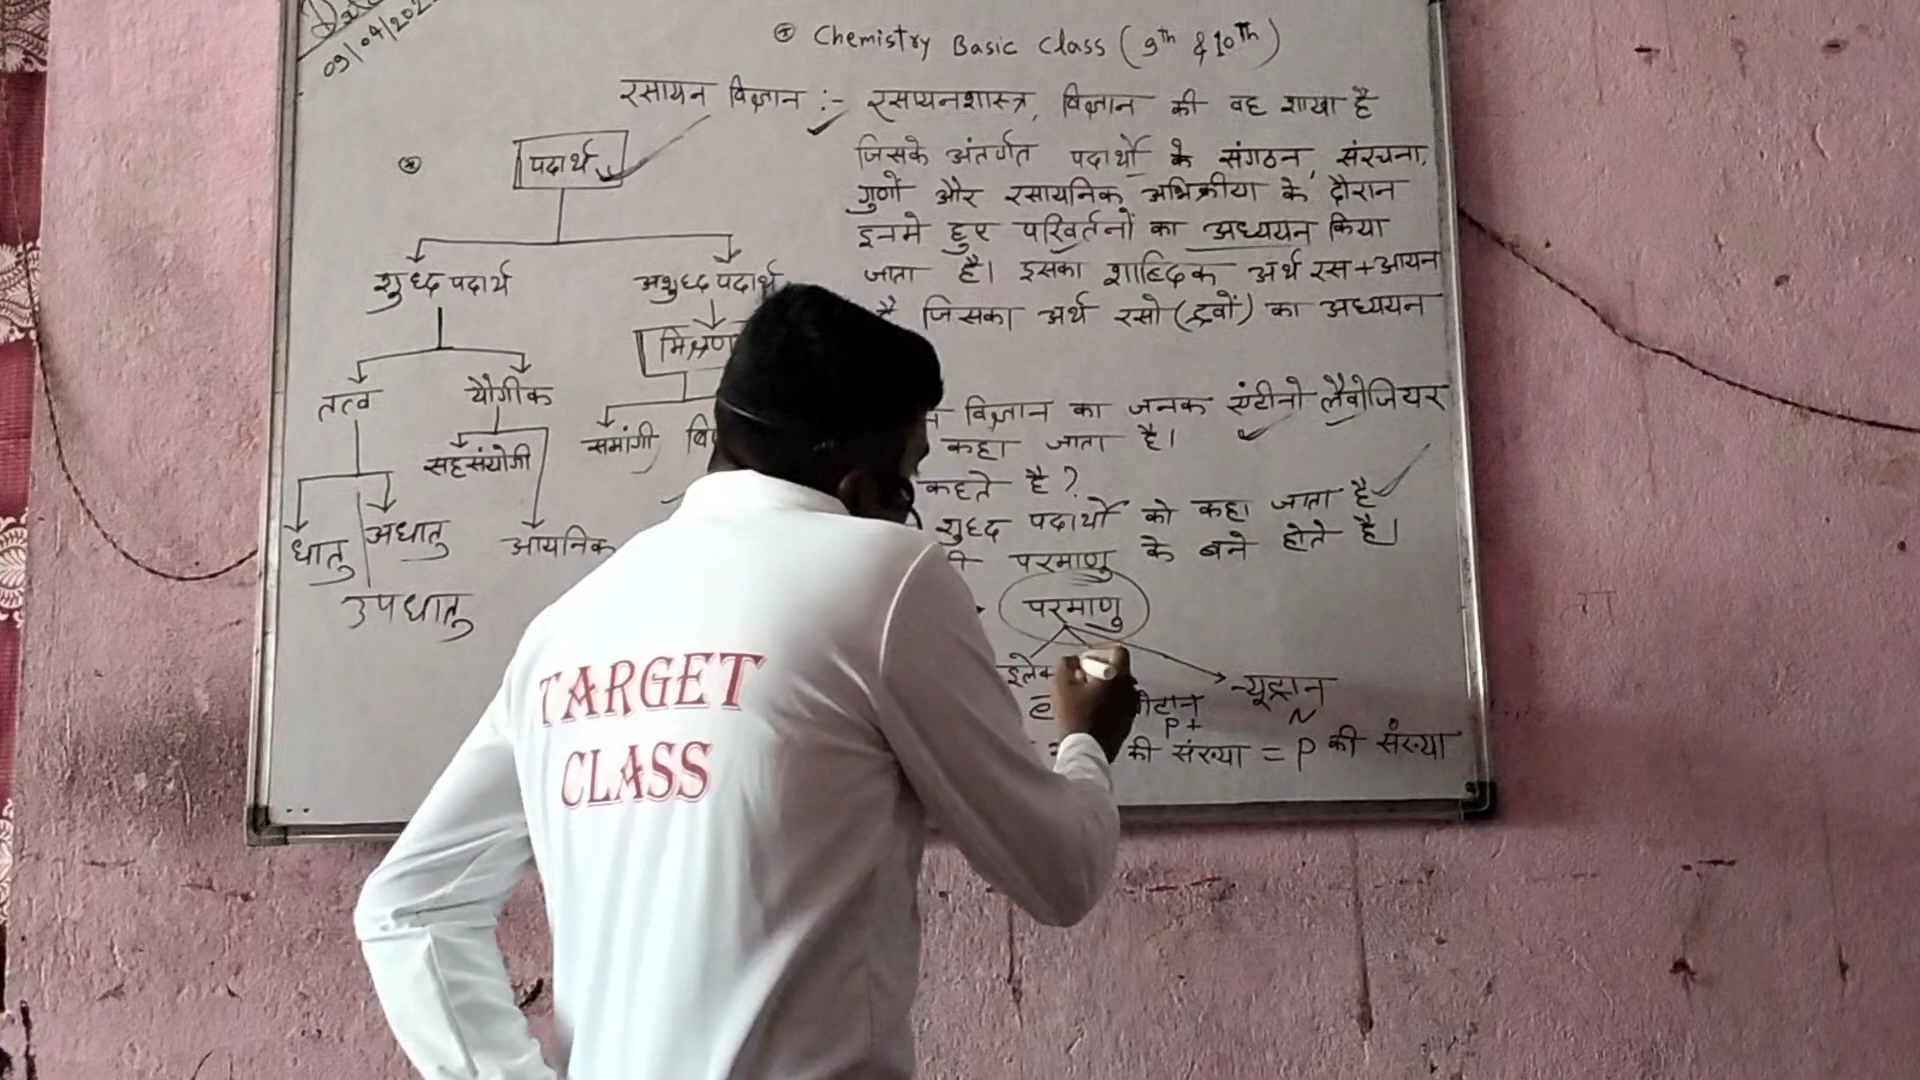 Date
09/04/202
* Chemistry Basic Class (9th & 10th)
रसायन विज्ञान :- रसायनशास्त्र, विज्ञान की वह शाखा है
जिसके अंतर्गत पदार्थो के संगठन, संरचना,
गुणों और रसायनिक अभिक्रीया के दौरान
इनमे हुए परिवर्तनों का अध्ययन किया
जाता है। इसका शाब्दिक अर्थ रस+आयन
है जिसका अर्थ रसो (द्रवों) का अध्ययन
विज्ञान का जनक एंटीनो लैवोजियर
कहा जाता है।
कहते है?
शुध्द पदार्थो को कहा जाता है
परमाणु के बने होते है।
परमाणु
इलेक
e
P+
न्यूट्रान
N
की संख्या = P की संख्या
* पदार्थ
शुध्द पदार्थ
अशुध्द पदार्थ
मिश्रण
तत्व
यौगीक
समांगी
सहसंयोगी
धातु
अधातु
आयनिक
उपधातु
TARGET
CLASS